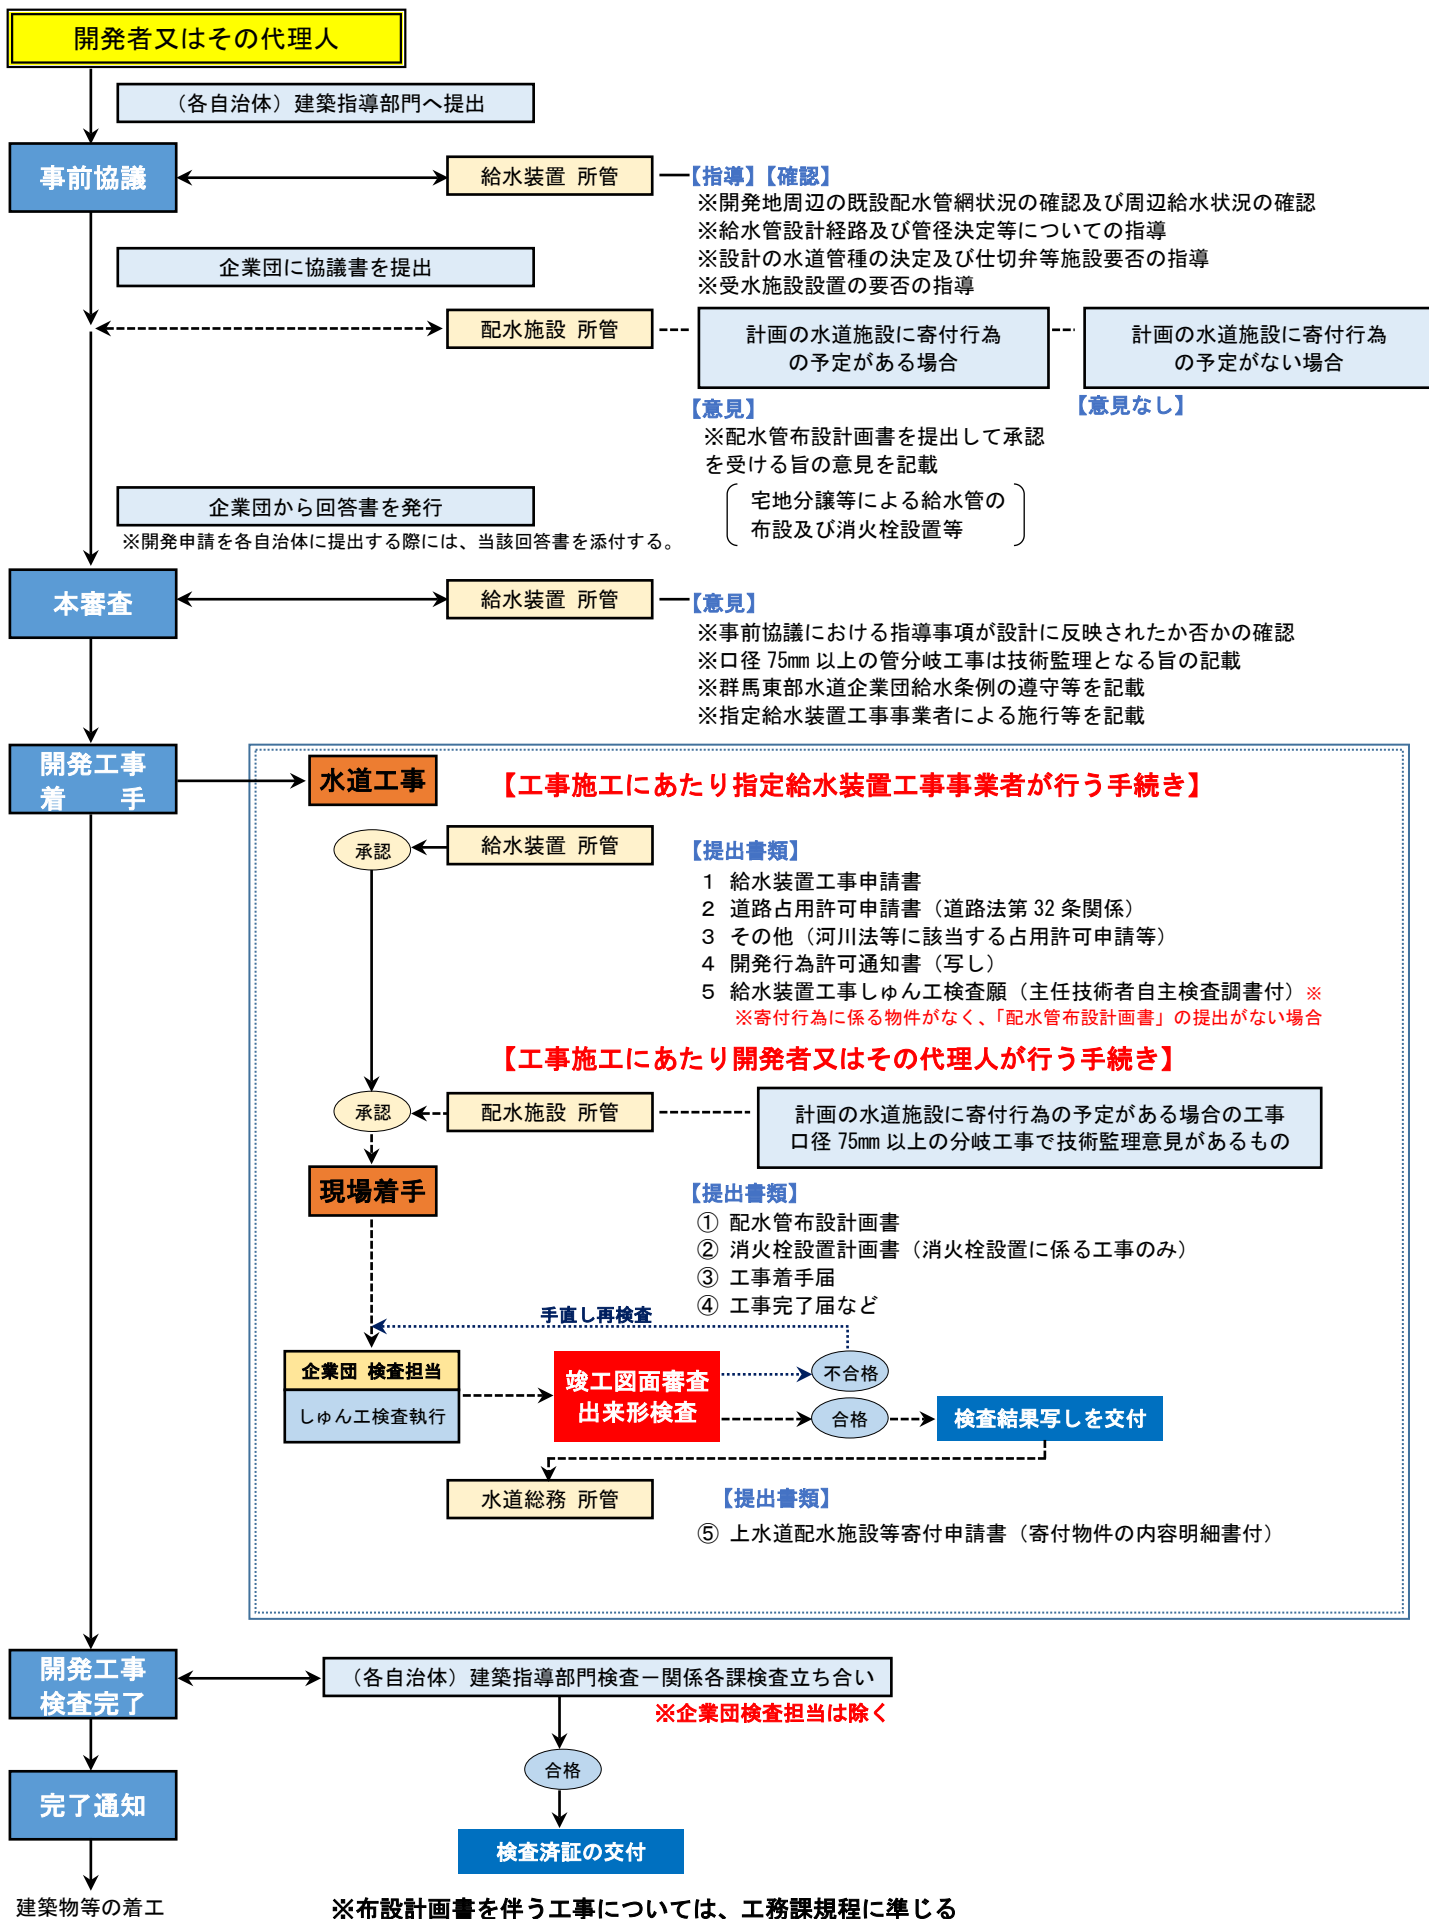 開発者又はその代理人
（各自治体）建築指導部門へ提出
事前協議
給水装置 所管
【指導】【確認】
※開発地周辺の既設配水管網状況の確認及び周辺給水状況の確認
※給水管設計経路及び管径決定等についての指導
※設計の水道管種の決定及び仕切弁等施設要否の指導
※受水施設設置の要否の指導
企業団に協議書を提出
配水施設 所管
計画の水道施設に寄付行為
の予定がある場合
計画の水道施設に寄付行為
の予定がない場合
【意見】
※配水管布設計画書を提出して承認
を受ける旨の意見を記載
宅地分譲等による給水管の
布設及び消火栓設置等
【意見なし】
企業団から回答書を発行
※開発申請を各自治体に提出する際には、当該回答書を添付する。
本審査
給水装置 所管
【意見】
※事前協議における指導事項が設計に反映されたか否かの確認
※口径 75mm 以上の管分岐工事は技術監理となる旨の記載
※群馬東部水道企業団給水条例の遵守等を記載
※指定給水装置工事事業者による施行等を記載
開発工事
着　　手
水道工事
【工事施工にあたり指定給水装置工事事業者が行う手続き】
承認
給水装置 所管
【提出書類】
1 給水装置工事申請書
2 道路占用許可申請書（道路法第 32 条関係）
3 その他（河川法等に該当する占用許可申請等）
4 開発行為許可通知書（写し）
5 給水装置工事しゅん工検査願（主任技術者自主検査調書付）※
※寄付行為に係る物件がなく、「配水管布設計画書」の提出がない場合
【工事施工にあたり開発者又はその代理人が行う手続き】
承認
配水施設 所管
計画の水道施設に寄付行為の予定がある場合の工事
口径 75mm 以上の分岐工事で技術監理意見があるもの
現場着手
【提出書類】
① 配水管布設計画書
② 消火栓設置計画書（消火栓設置に係る工事のみ）
③ 工事着手届
④ 工事完了届など
手直し再検査
企業団 検査担当
しゅん工検査執行
竣工図面審査
出来形検査
不合格
合格
検査結果写しを交付
水道総務 所管
【提出書類】
⑤ 上水道配水施設等寄付申請書（寄付物件の内容明細書付）
開発工事
検査完了
（各自治体）建築指導部門検査－関係各課検査立ち合い
※企業団検査担当は除く
合格
完了通知
検査済証の交付
建築物等の着工
※布設計画書を伴う工事については、工務課規程に準じる